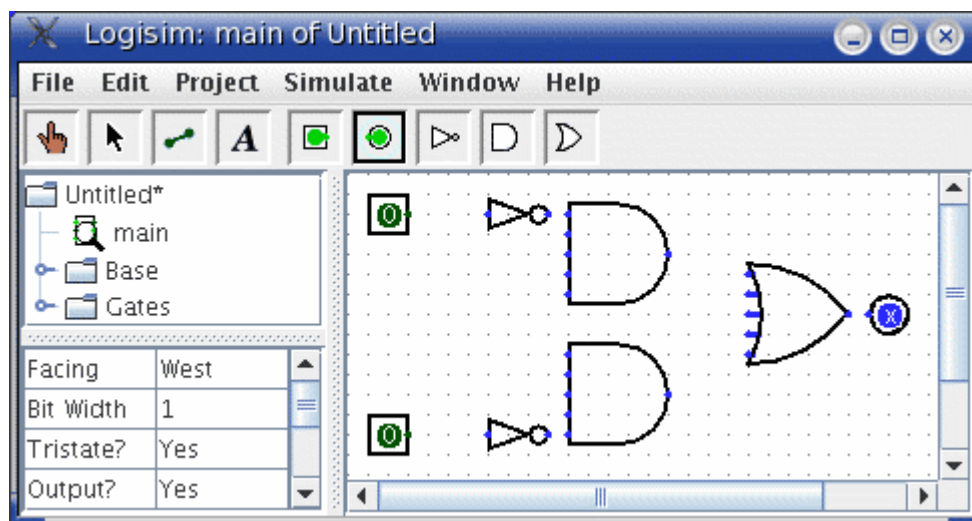 Logisim: main of Untitled
File Edit Project Simulate Window Help
A
Untitled*
main
Base
Gates
Facing West
Bit Width 1
Tristate? Yes
Output? Yes
0
0
x